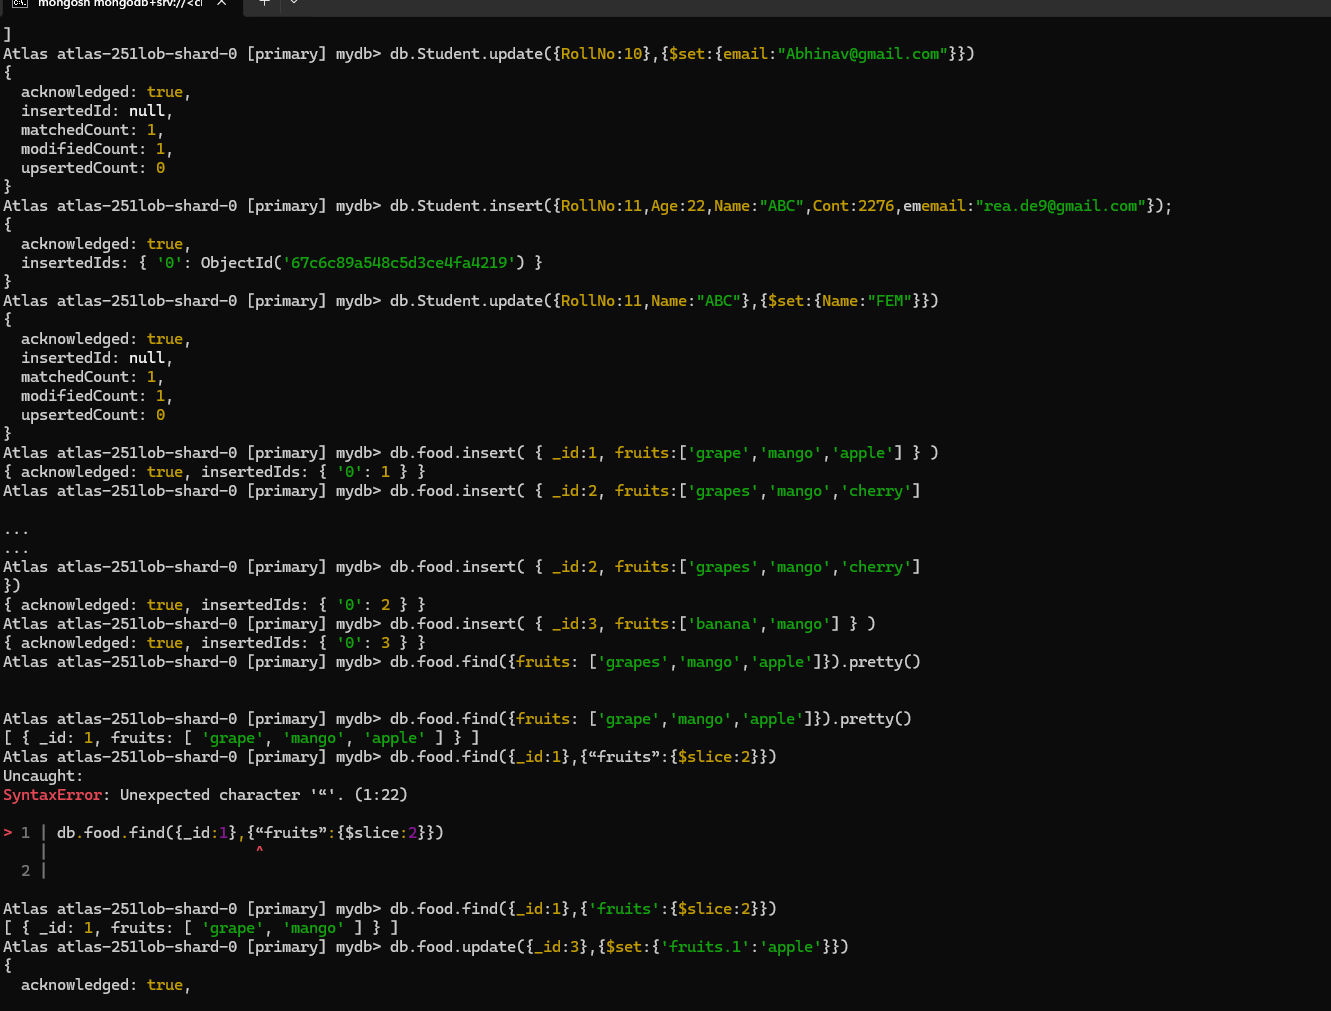 mongosh mongodb+srv://<cl
]
Atlas atlas-251lob-shard-0 [primary] mydb> db.Student.update({RollNo:10},{$set:{email:"Abhinav@gmail.com"}})
{
  acknowledged: true,
  insertedId: null,
  matchedCount: 1,
  modifiedCount: 1,
  upsertedCount: 0
}
Atlas atlas-251lob-shard-0 [primary] mydb> db.Student.insert({RollNo:11,Age:22,Name:"ABC",Cont:2276,ememail:"rea.de9@gmail.com"});
{
  acknowledged: true,
  insertedIds: { '0': ObjectId('67c6c89a548c5d3ce4fa4219') }
}
Atlas atlas-251lob-shard-0 [primary] mydb> db.Student.update({RollNo:11,Name:"ABC"},{$set:{Name:"FEM"}})
{
  acknowledged: true,
  insertedId: null,
  matchedCount: 1,
  modifiedCount: 1,
  upsertedCount: 0
}
Atlas atlas-251lob-shard-0 [primary] mydb> db.food.insert( { _id:1, fruits:['grape','mango','apple'] } )
{ acknowledged: true, insertedIds: { '0': 1 } }
Atlas atlas-251lob-shard-0 [primary] mydb> db.food.insert( { _id:2, fruits:['grapes','mango','cherry']
...
...
Atlas atlas-251lob-shard-0 [primary] mydb> db.food.insert( { _id:2, fruits:['grapes','mango','cherry']
})
{ acknowledged: true, insertedIds: { '0': 2 } }
Atlas atlas-251lob-shard-0 [primary] mydb> db.food.insert( { _id:3, fruits:['banana','mango'] } )
{ acknowledged: true, insertedIds: { '0': 3 } }
Atlas atlas-251lob-shard-0 [primary] mydb> db.food.find({fruits: ['grapes','mango','apple']}).pretty()
Atlas atlas-251lob-shard-0 [primary] mydb> db.food.find({fruits: ['grape','mango','apple']}).pretty()
[ { _id: 1, fruits: [ 'grape', 'mango', 'apple' ] } ]
Atlas atlas-251lob-shard-0 [primary] mydb> db.food.find({_id:1},{“fruits”:{$slice:2}})
Uncaught:
SyntaxError: Unexpected character '“'. (1:22)
> 1 | db.food.find({_id:1},{“fruits”:{$slice:2}})
    |                       ^
  2 |
Atlas atlas-251lob-shard-0 [primary] mydb> db.food.find({_id:1},{'fruits':{$slice:2}})
[ { _id: 1, fruits: [ 'grape', 'mango' ] } ]
Atlas atlas-251lob-shard-0 [primary] mydb> db.food.update({_id:3},{$set:{'fruits.1':'apple'}})
{
  acknowledged: true,